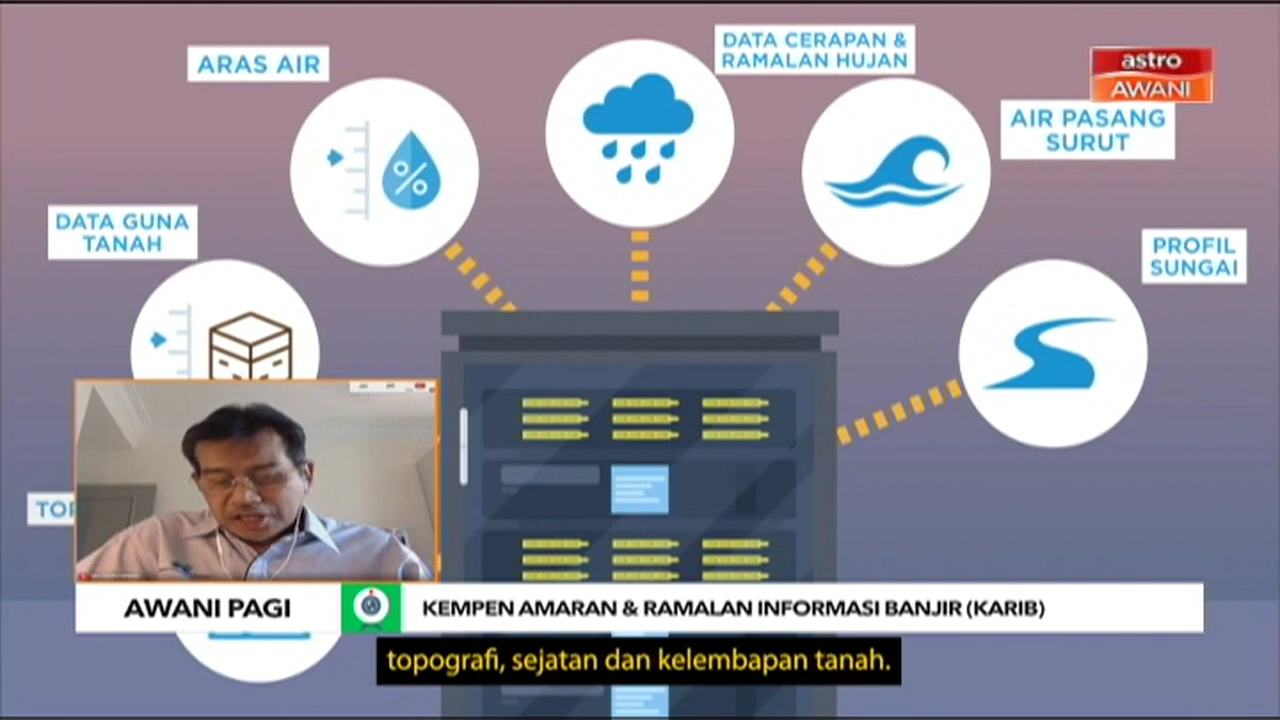 DATA CERAPAN &
RAMALAN HUJAN
ARAS AIR
astro
AWANI
AIR PASANG
SURUT
DATA GUNA
TANAH
PROFIL
SUNGAI
AWANI PAGI
KEMPEN AMARAN & RAMALAN INFORMASI BANJIR (KARIB)
topografi, sejatan dan kelembapan tanah.